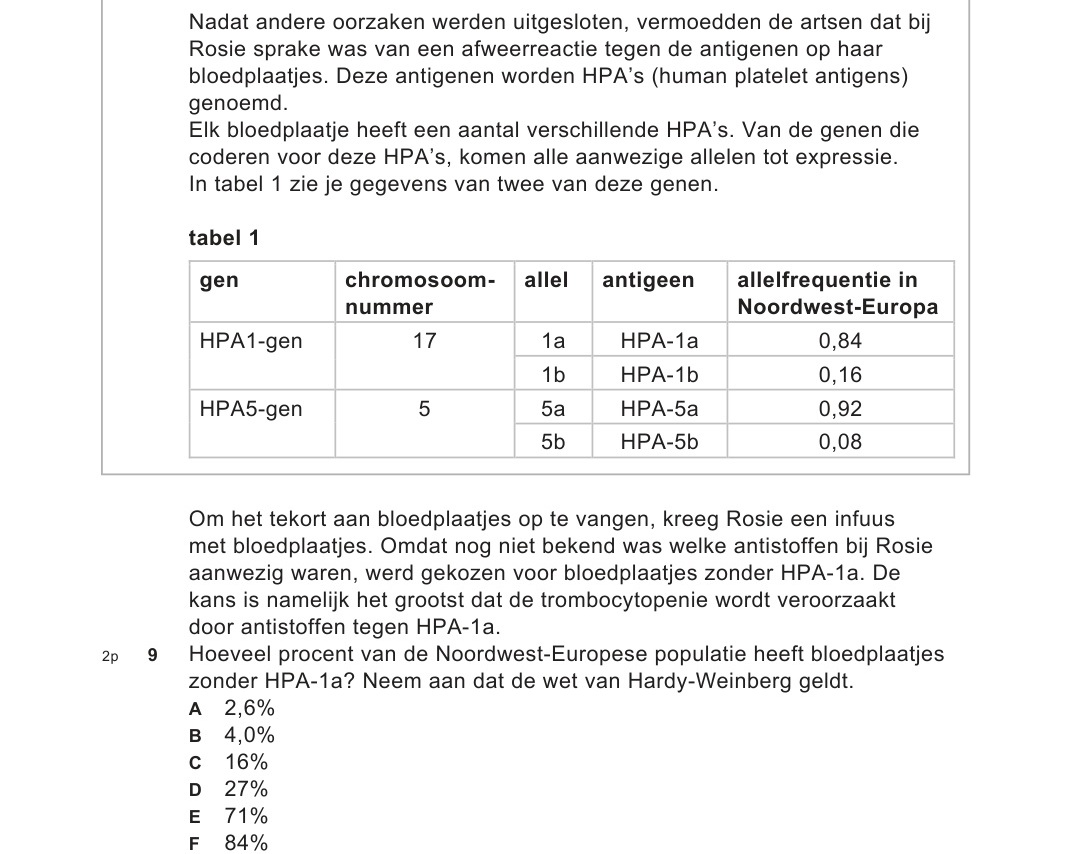 Nadat andere oorzaken werden uitgesloten, vermoedden de artsen dat bij
Rosie sprake was van een afweerreactie tegen de antigenen op haar
bloedplaatjes. Deze antigenen worden HPA’s (human platelet antigens)
genoemd.
Elk bloedplaatje heeft een aantal verschillende HPA’s. Van de genen die
coderen voor deze HPA’s, komen alle aanwezige allelen tot expressie.
In tabel 1 zie je gegevens van twee van deze genen.
tabel 1
gen chromosoom- allel antigeen allelfrequentie in
nummer Noordwest-Europa
HPA1-gen 17 1a HPA-1a 0,84
1b HPA-1b 0,16
HPA5-gen 5 5a HPA-5a 0,92
5b HPA-5b 0,08
Om het tekort aan bloedplaatjes op te vangen, kreeg Rosie een infuus
met bloedplaatjes. Omdat nog niet bekend was welke antistoffen bij Rosie
aanwezig waren, werd gekozen voor bloedplaatjes zonder HPA-1a. De
kans is namelijk het grootst dat de trombocytopenie wordt veroorzaakt
door antistoffen tegen HPA-1a.
2p 9 Hoeveel procent van de Noordwest-Europese populatie heeft bloedplaatjes
zonder HPA-1a? Neem aan dat de wet van Hardy-Weinberg geldt.
A 2,6%
B 4,0%
C 16%
D 27%
E 71%
F 84%